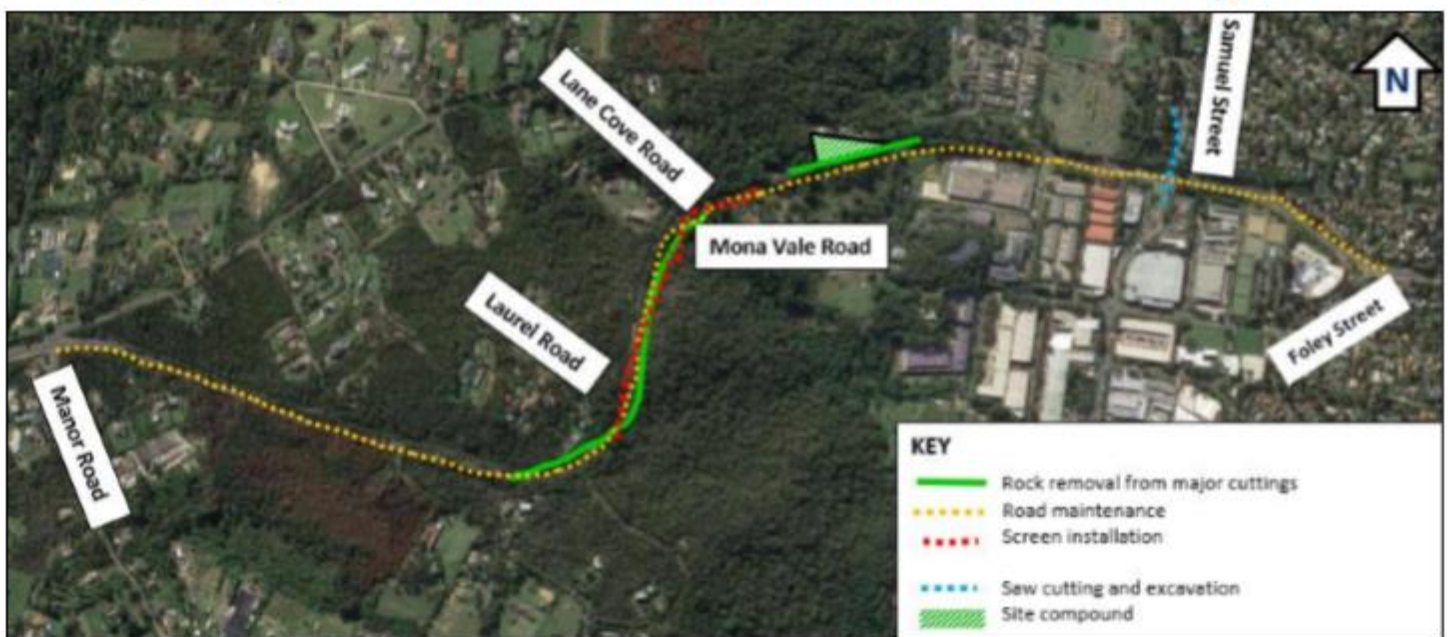 Samuel Street
N
Lane Cove Road
Mona Vale Road
Laurel Road
Foley Street
Manor Road
KEY
Rock removal from major cuttings
Road maintenance
Screen installation
Saw cutting and excavation
Site compound